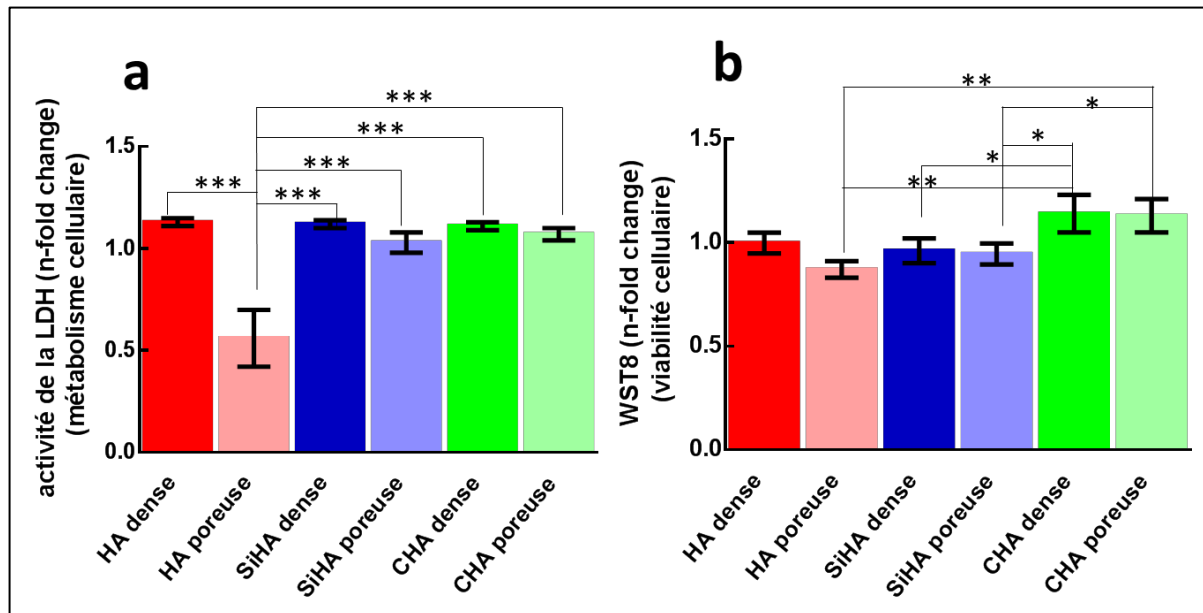 a
activité de la LDH (n-fold change)
(métabolisme cellulaire)
1.5
1.0
0.5
0.0
***
***
***
***
***
HA dense
HA poreuse
SiHA dense
SiHA poreuse
CHA dense
CHA poreuse
b
WST8 (n-fold change)
(viabilité cellulaire)
1.5
1.0
0.5
0.0
**
*
*
*
**
HA dense
HA poreuse
SiHA dense
SiHA poreuse
CHA dense
CHA poreuse